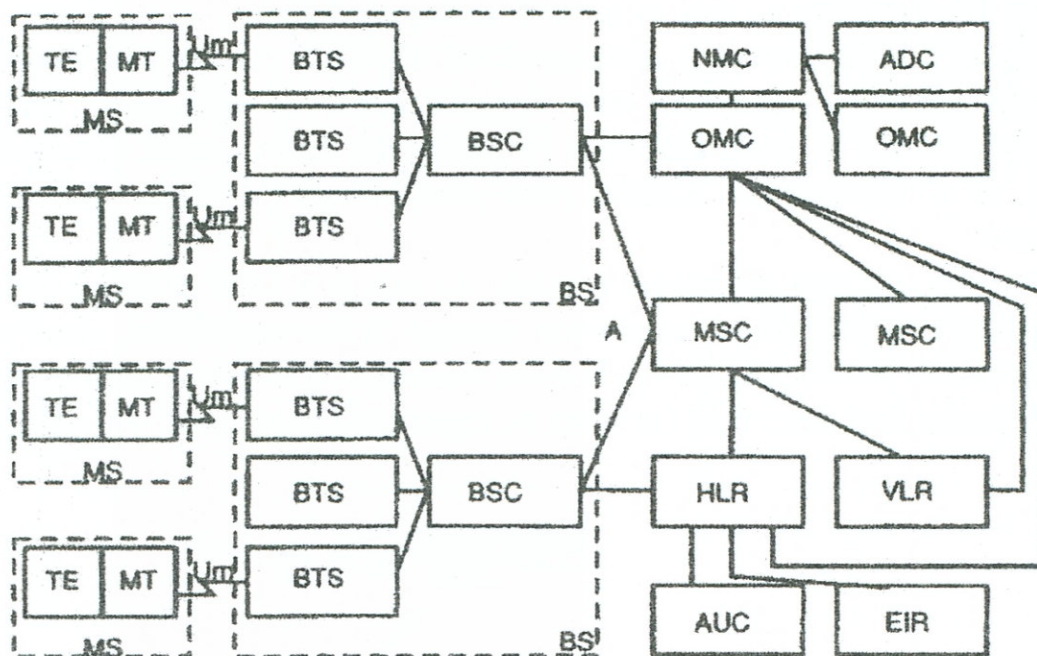 TE MT Um BTS NMC ADC
MS
BTS BSC OMC OMC
TE MT Um BTS
MS BS
A MSC MSC
TE MT Um BTS
MS
BTS BSC HLR VLR
TE MT Um BTS
MS BS AUC EIR